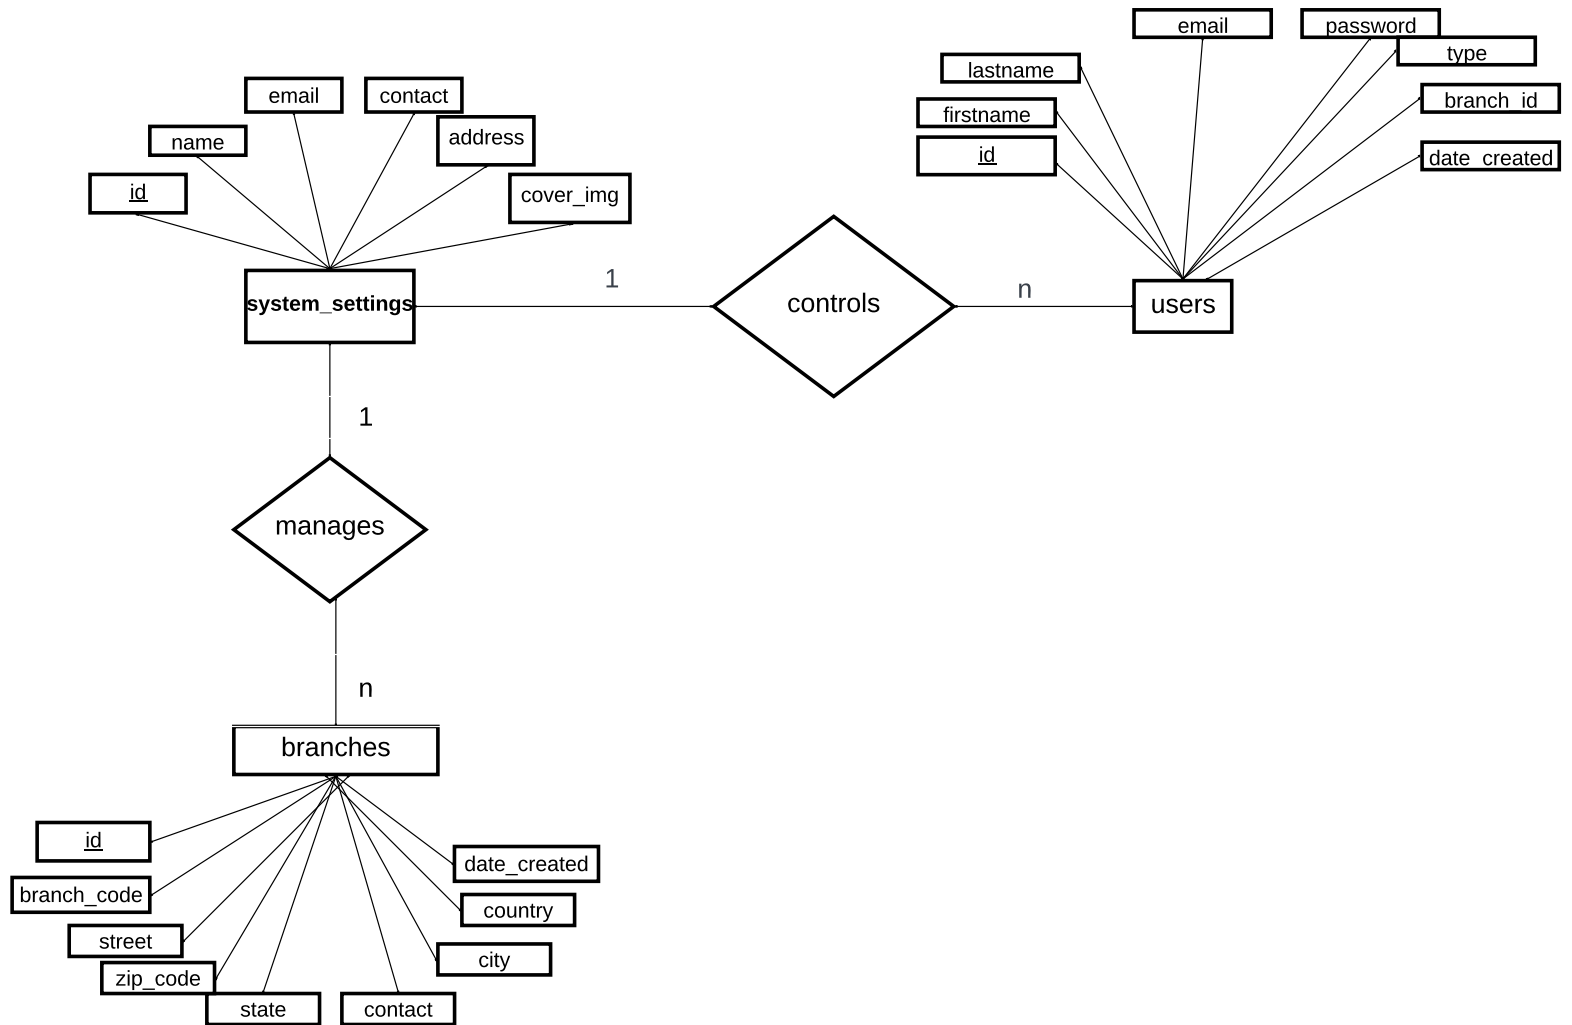 email
password
type
lastname
email
contact
branch_id
firstname
name
address
id
date_created
id
cover_img
1
n
system_settings
controls
users
1
manages
n
branches
id
date_created
branch_code
country
street
city
zip_code
state
contact